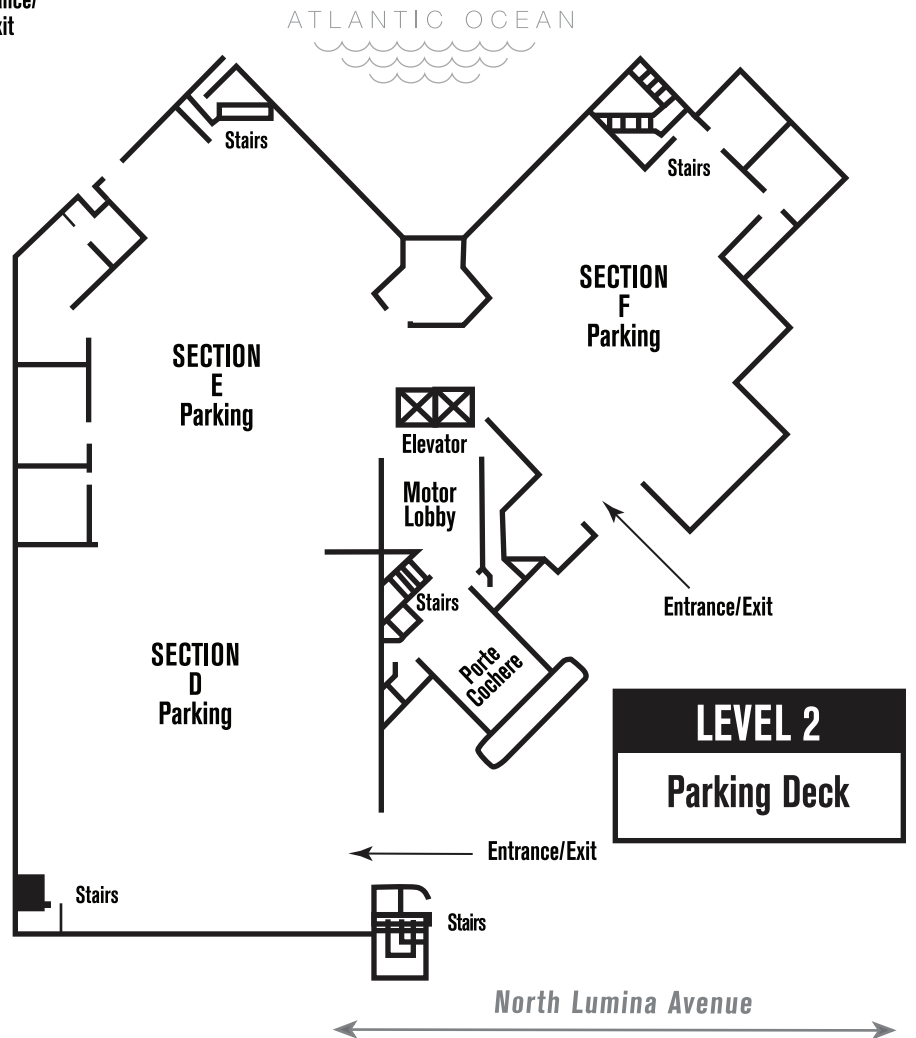 ATLANTIC OCEAN
Stairs
Stairs
SECTION
F
Parking
SECTION
E
Parking
Elevator
Motor
Lobby
Stairs
Entrance/Exit
Porte
Cochere
SECTION
D
Parking
LEVEL 2
Parking Deck
Entrance/Exit
Stairs
Stairs
North Lumina Avenue